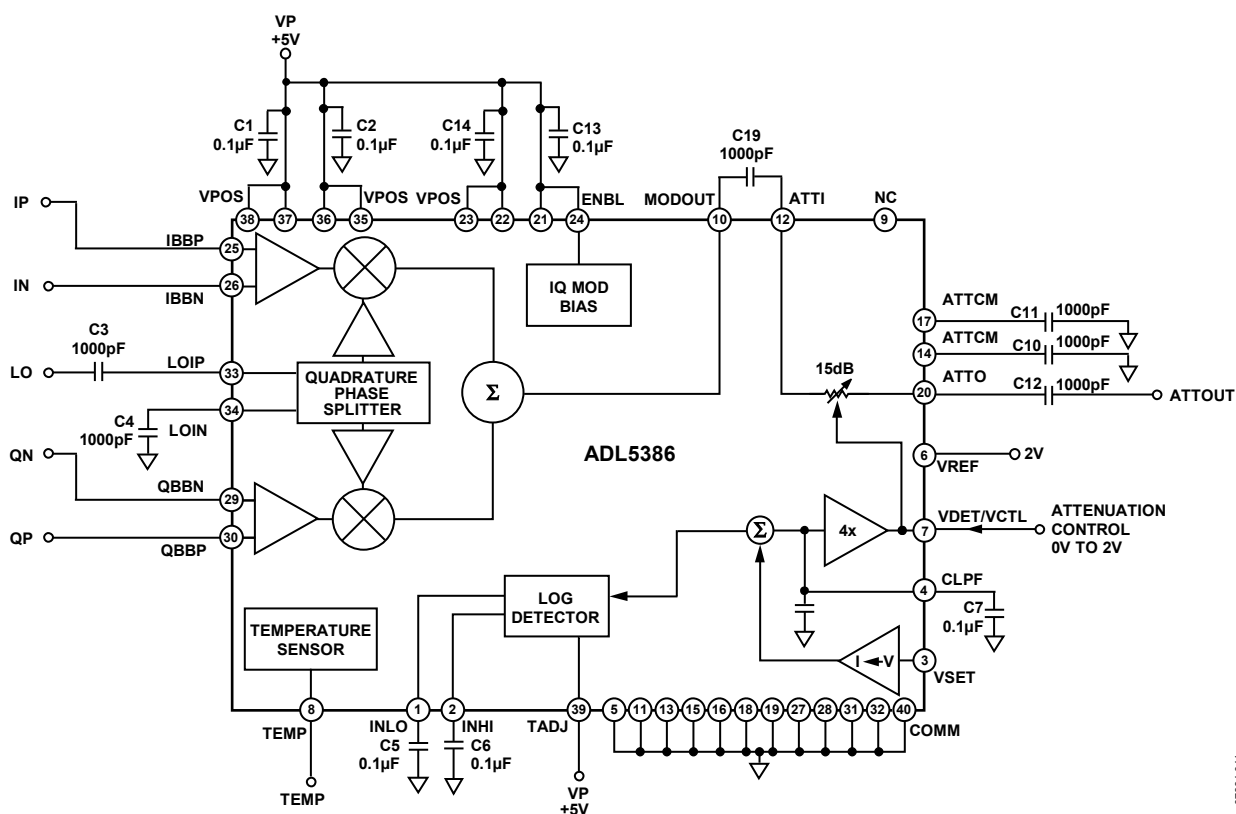 VP
+5V
C1
0.1µF
C2
0.1µF
C14
0.1µF
C13
0.1µF
C19
1000pF
VPOS
VPOS
VPOS
ENBL
MODOUT
ATTI
NC
38
37
36
35
23
22
21
24
10
12
9
IP
IBBP
25
IN
26
IBBN
IQ MOD
BIAS
C3
1000pF
LO
LOIP
33
QUADRATURE
PHASE
SPLITTER
34
LOIN
C4
1000pF
Σ
ATTCM
17
C11
1000pF
ATTCM
14
C10
1000pF
15dB
ATTO
20
C12
1000pF
ATTOUT
ADL5386
6
VREF
2V
QN
QBBN
29
QP
30
QBBP
Σ
4x
7
VDET/VCTL
ATTENUATION
CONTROL
0V TO 2V
4
CLPF
C7
0.1µF
LOG
DETECTOR
TEMPERATURE
SENSOR
I
V
3
VSET
8
TEMP
1
INLO
2
INHI
39
TADJ
5
11
13
15
16
18
19
27
28
31
32
40
COMM
C5
0.1µF
C6
0.1µF
TEMP
VP
+5V